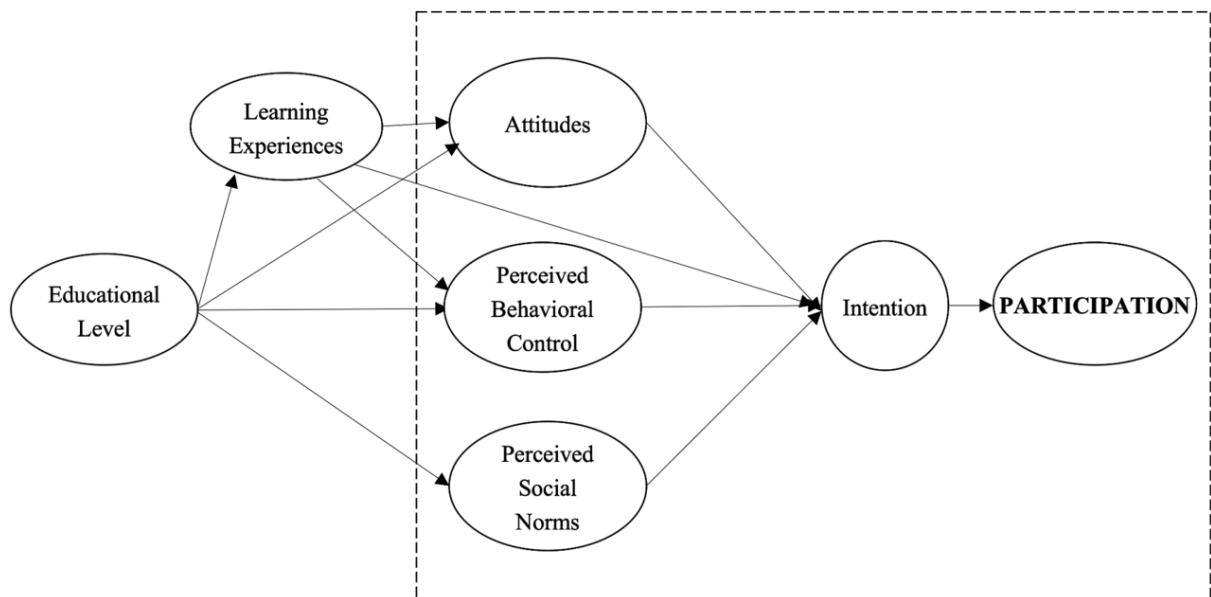 Learning
Experiences
Attitudes
Educational
Level
Perceived
Behavioral
Control
Intention
PARTICIPATION
Perceived
Social
Norms